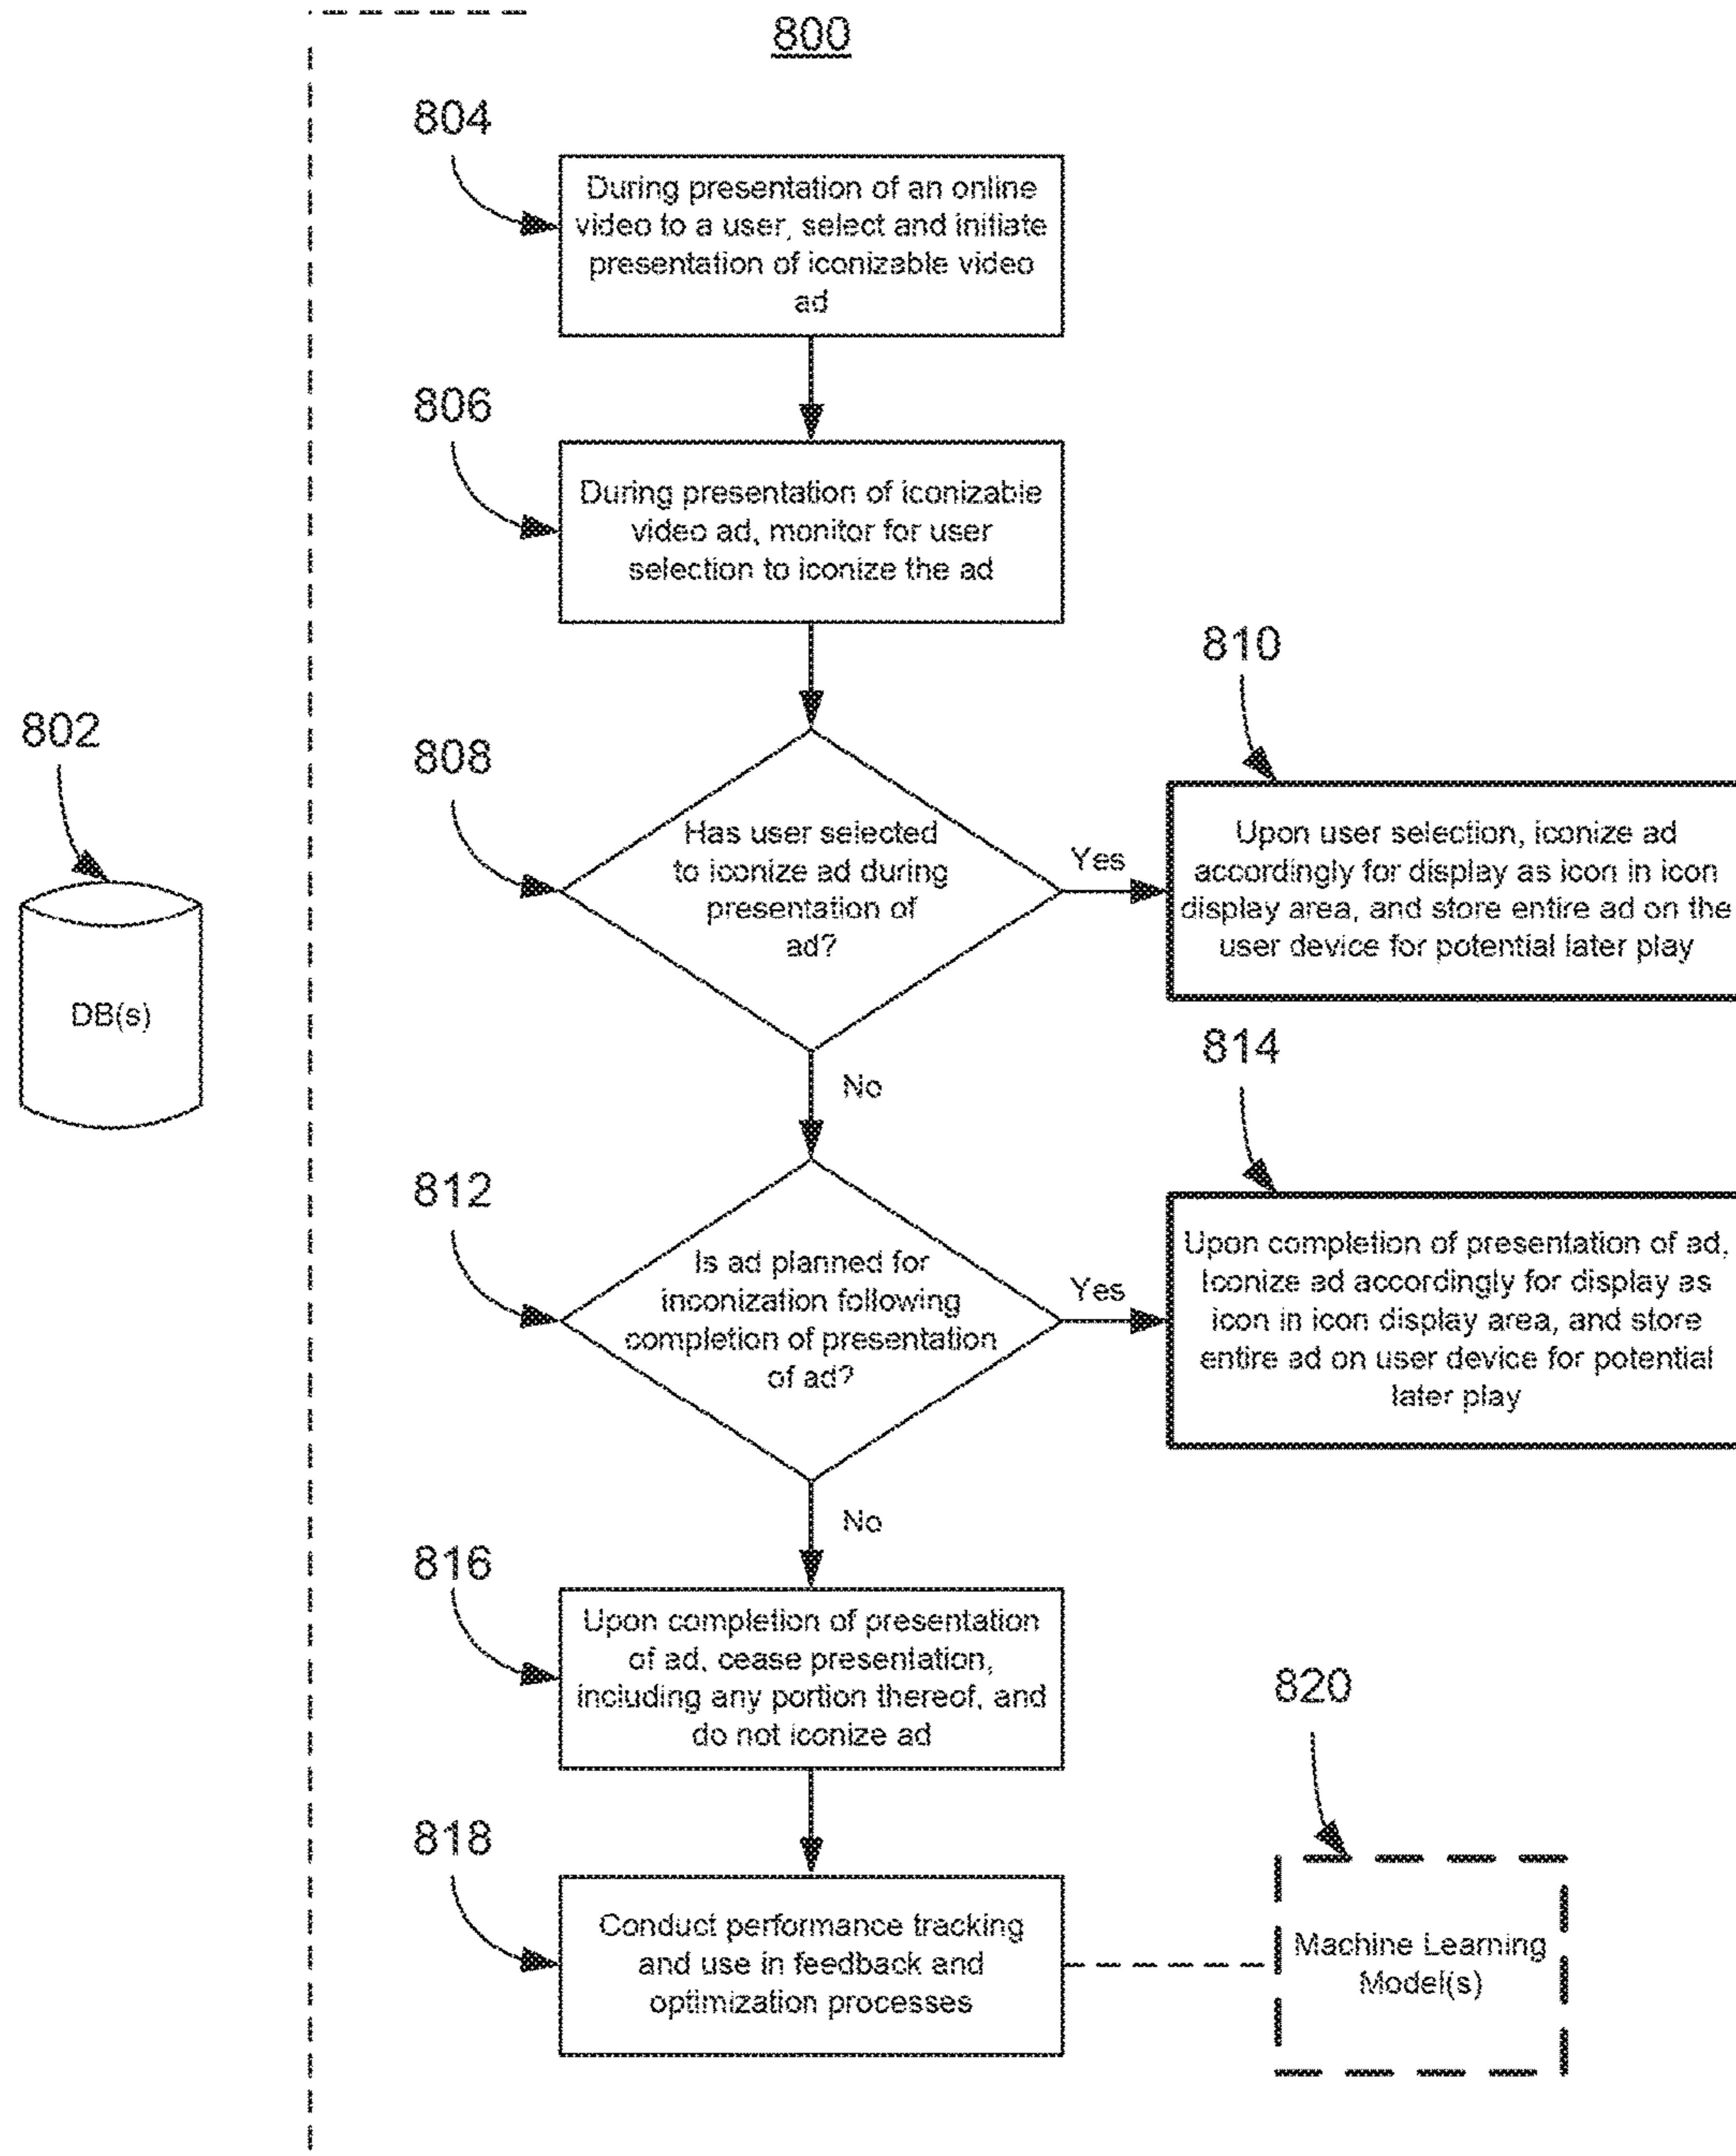 800
804
During presentation of an online
video to a user, select and initiate
presentation of iconizable video
ad
806
During presentation of iconizable
video ad, monitor for user
selection to iconize the ad
810
802
808
Has user selected
to iconize ad during
presentation of
ad?
Yes
Upon user selection, iconize ad
accordingly for display as icon in icon
display area, and store entire ad on the
user device for potential later play
DB(s)
No
814
812
Is ad planned for
inconization following
completion of presentation
of ad?
Yes
Upon completion of presentation of ad,
Iconize ad accordingly for display as
icon in icon display area, and store
entire ad on user device for potential
later play
No
816
Upon completion of presentation
of ad, cease presentation,
including any portion thereof, and
do not iconize ad
820
818
Conduct performance tracking
and use in feedback and
optimization processes
Machine Learning
Model(s)